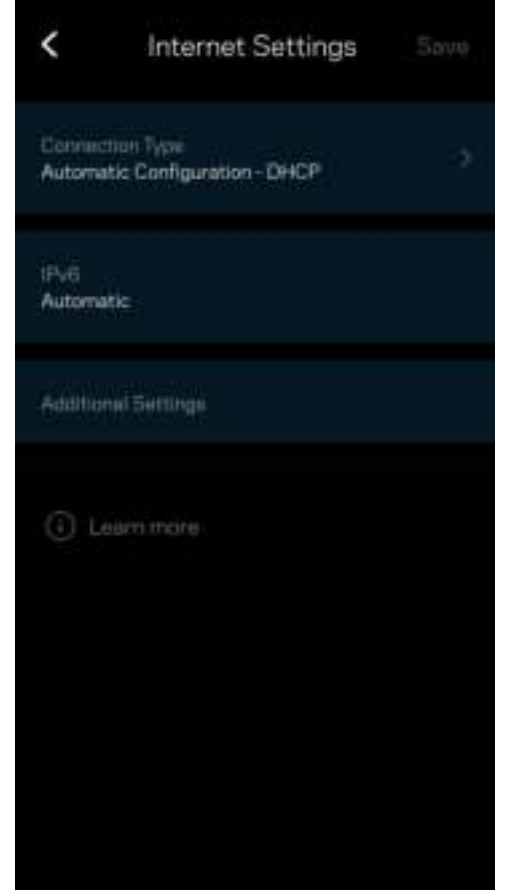 Internet Settings
Save
Connection Type
Automatic Configuration - DHCP
IPv6
Automatic
Additional Settings
Learn more